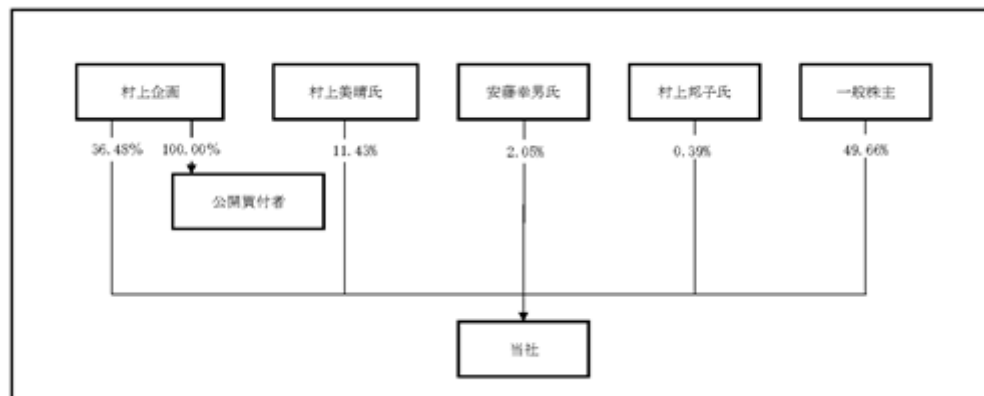 村上企画
村上美晴氏
安藤幸男氏
村上邦子氏
一般株主
36.48%
100.00%
11.43%
2.05%
0.39%
49.66%
公開買付者
当社